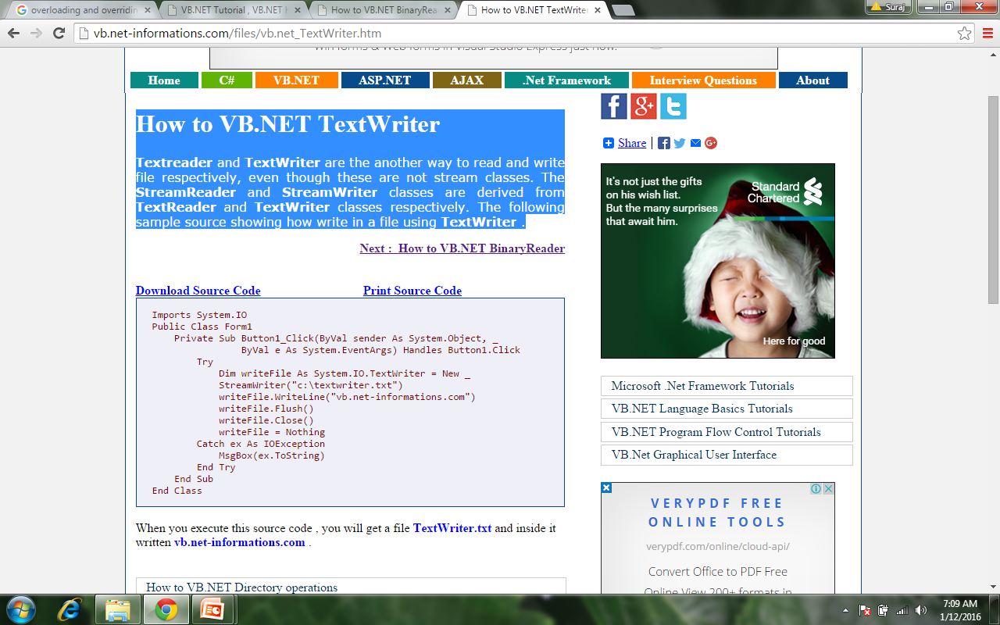 overloading and overridin
VB.NET Tutorial , VB.NET H
How to VB.NET BinaryRea
How to VB.NET TextWriter
Suraj
vb.net-informations.com/files/vb.net_TextWriter.htm
Win forms & Web forms in Visual Studio Express just now.
Home C# VB.NET ASP.NET AJAX .Net Framework Interview Questions About
How to VB.NET TextWriter
Textreader and TextWriter are the another way to read and write
file respectively, even though these are not stream classes. The
StreamReader and StreamWriter classes are derived from
TextReader and TextWriter classes respectively. The following
sample source showing how write in a file using TextWriter .
Next : How to VB.NET BinaryReader
Download Source Code Print Source Code
Imports System.IO
Public Class Form1
Private Sub Button1_Click(ByVal sender As System.Object, _
ByVal e As System.EventArgs) Handles Button1.Click
Try
Dim writeFile As System.IO.TextWriter = New _
StreamWriter("c:\textwriter.txt")
writeFile.WriteLine("vb.net-informations.com")
writeFile.Flush()
writeFile.Close()
writeFile = Nothing
Catch ex As IOException
MsgBox(ex.ToString)
End Try
End Sub
End Class
When you execute this source code , you will get a file TextWriter.txt and inside it
written vb.net-informations.com .
How to VB.NET Directory operations
Share
It's not just the gifts
on his wish list.
But the many surprises
that await him.
Standard
Chartered
Here for good
Microsoft .Net Framework Tutorials
VB.NET Language Basics Tutorials
VB.NET Program Flow Control Tutorials
VB.Net Graphical User Interface
VERYPDF FREE
ONLINE TOOLS
verypdf.com/online/cloud-api/
Convert Office to PDF Free
Online View 200+ formats in
7:09 AM
1/12/2016